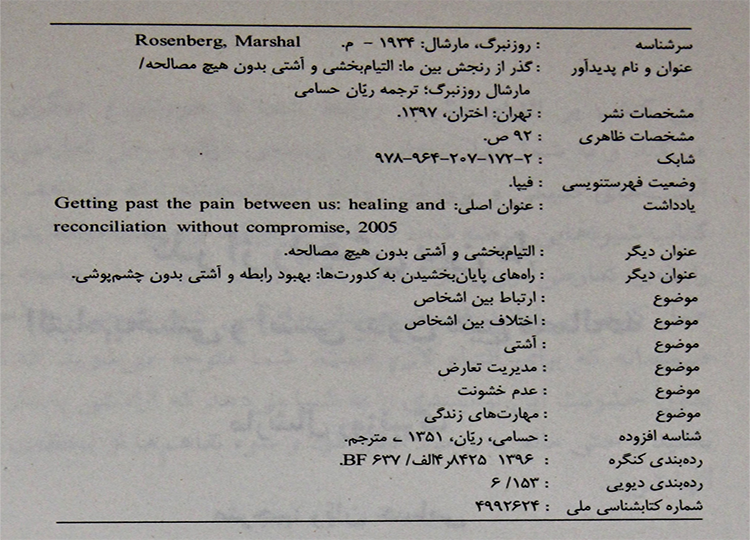 سرشناسه : روزنبرگ، مارشال: ۱۹۳۴ - م. Rosenberg, Marshal
عنوان و نام پدیدآور : گذر از رنجش بین ما: التیام‌بخشی و آشتی بدون هیچ مصالحه/
مارشال روزنبرگ؛ ترجمه ریّان حسامی
مشخصات نشر : تهران: اختران، ۱۳۹۷.
مشخصات ظاهری : ۹۲ ص.
شابک : ۹۷۸-۹۶۴-۲۰۷-۱۷۲-۲
وضعیت فهرستنویسی : فیپا.
یادداشت : عنوان اصلی: Getting past the pain between us: healing and
reconciliation without compromise, 2005
عنوان دیگر : التیام‌بخشی و آشتی بدون هیچ مصالحه.
عنوان دیگر : راه‌های پایان‌بخشیدن به کدورت‌ها: بهبود رابطه و آشتی بدون چشم‌پوشی.
موضوع : ارتباط بین اشخاص
موضوع : اختلاف بین اشخاص
موضوع : آشتی
موضوع : مدیریت تعارض
موضوع : عدم خشونت
موضوع : مهارت‌های زندگی
شناسه افزوده : حسامی، ریّان، ۱۳۵۱ ـ مترجم.
رده‌بندی کنگره : ۱۳۹۶ ۸۴۲۵ر۴الف/ BF ۶۳۷.
رده‌بندی دیویی : ۱۵۳/ ۶
شماره کتابشناسی ملی : ۴۹۹۲۶۲۴